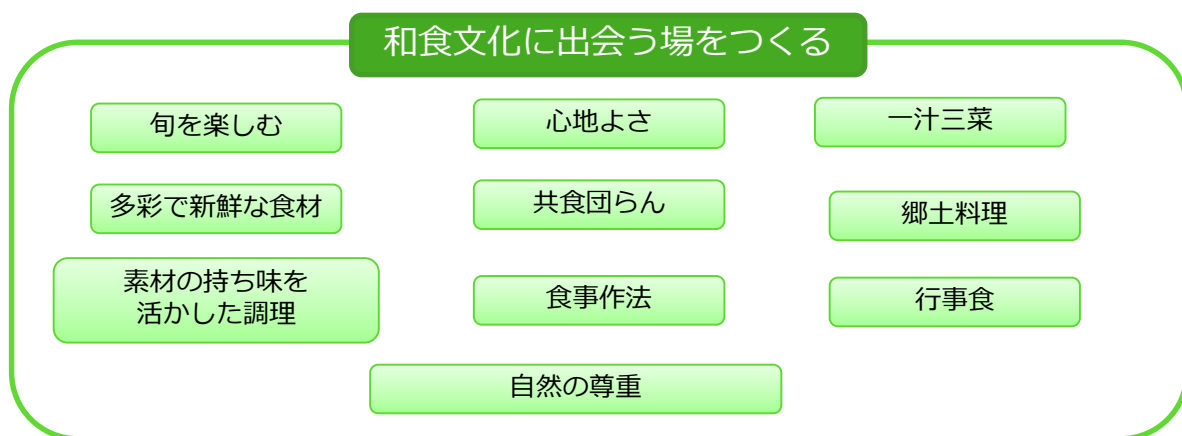 和食文化に出会う場をつくる
旬を楽しむ
心地よさ
一汁三菜
多彩で新鮮な食材
共食団らん
郷土料理
素材の持ち味を
活かした調理
食事作法
行事食
自然の尊重